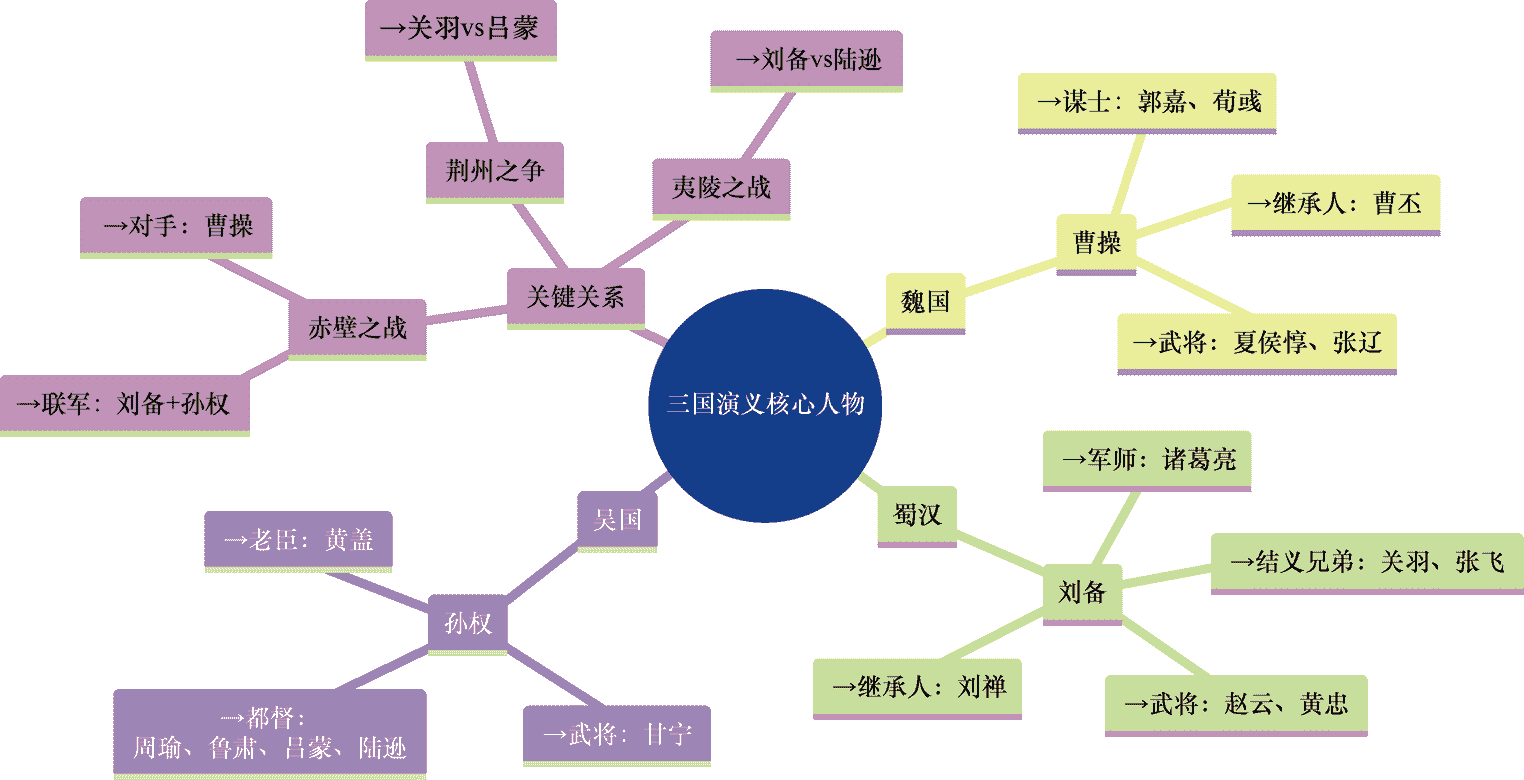 三国演义核心人物
魏国
曹操
→谋士：郭嘉、荀彧
→继承人：曹丕
→武将：夏侯惇、张辽
蜀汉
刘备
→军师：诸葛亮
→结义兄弟：关羽、张飞
→武将：赵云、黄忠
→继承人：刘禅
吴国
孙权
→老臣：黄盖
→都督：
周瑜、鲁肃、吕蒙、陆逊
→武将：甘宁
关键关系
赤壁之战
→对手：曹操
→联军：刘备+孙权
荆州之争
→关羽vs吕蒙
夷陵之战
→刘备vs陆逊